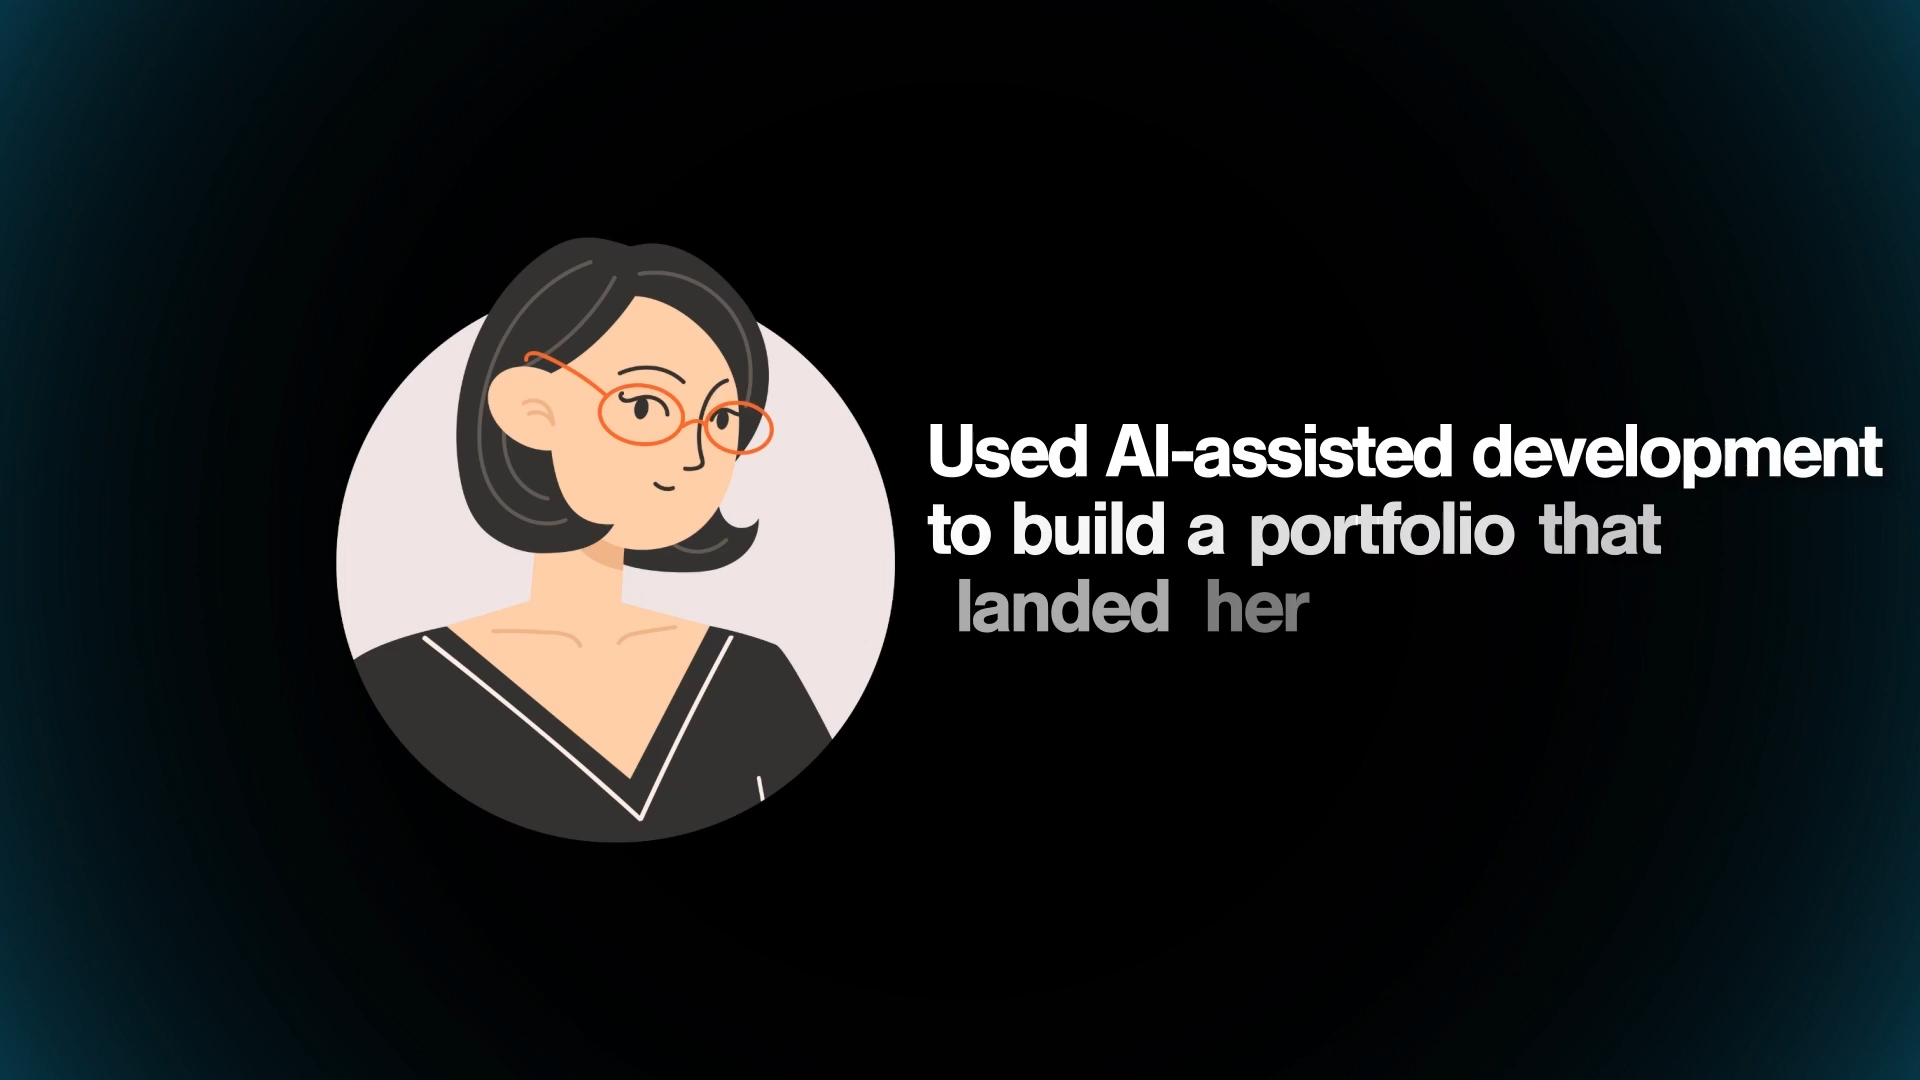 Used AI-assisted development
to build a portfolio that
landed her